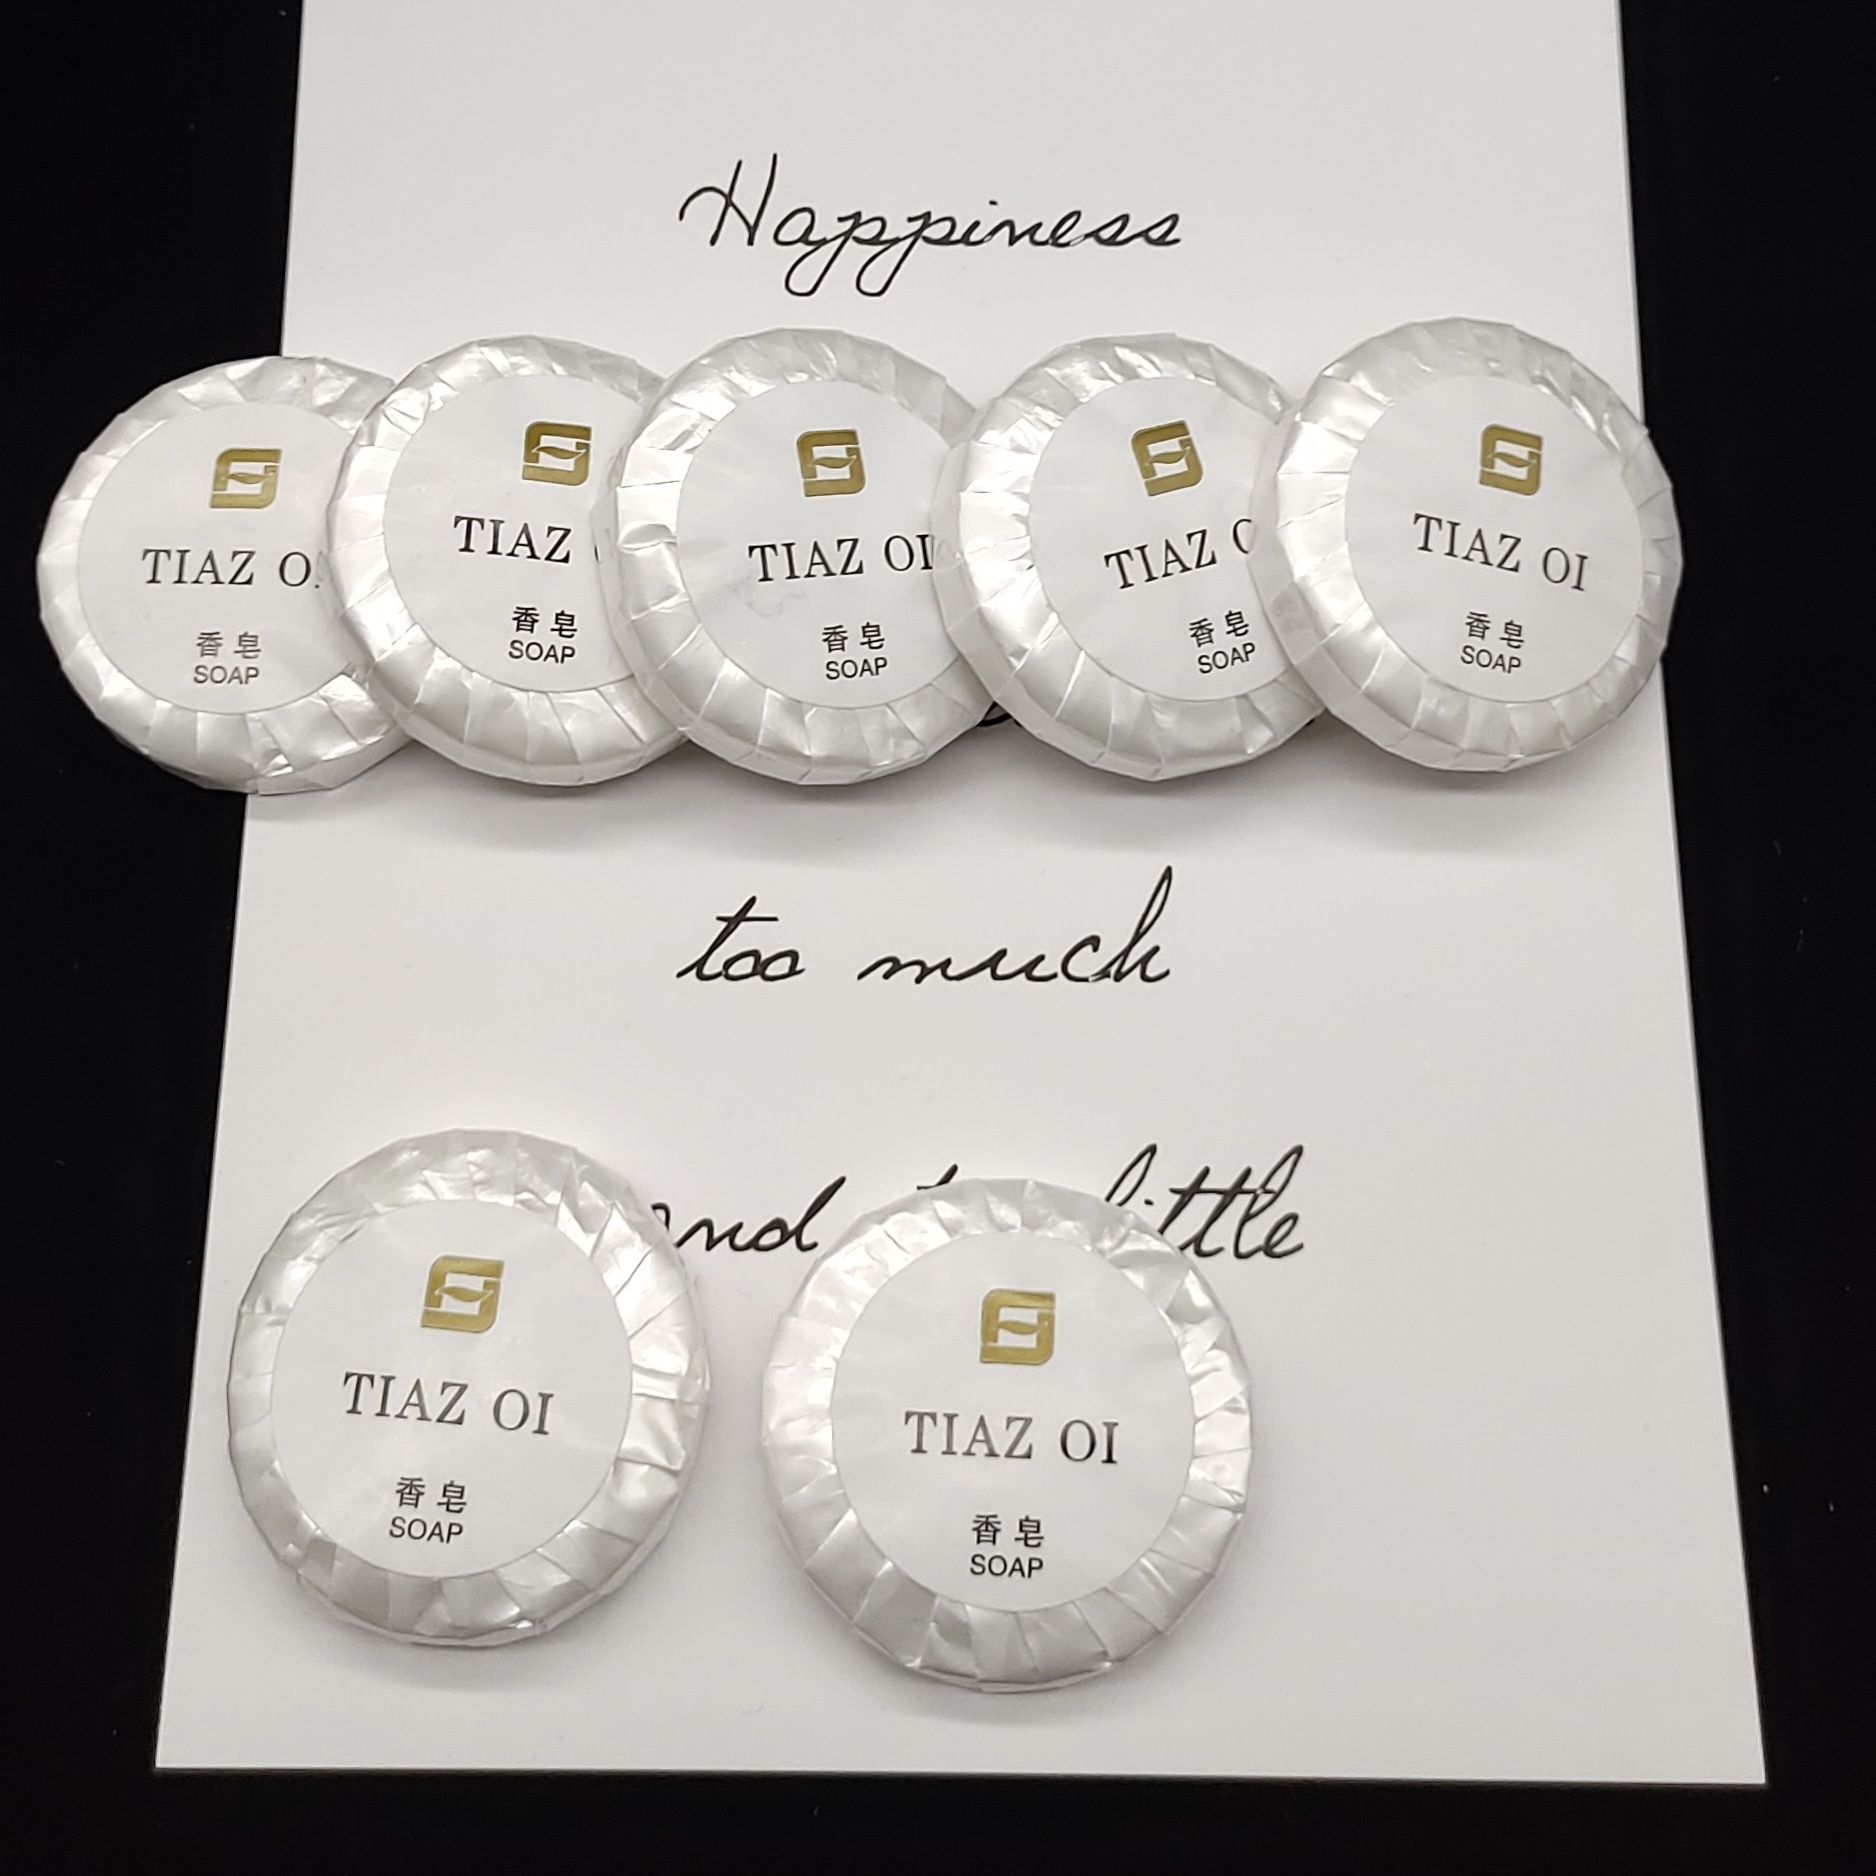 Happiness
TIAZ O
香皂
SOAP
TIAZ
香皂
SOAP
TIAZ OI
香皂
SOAP
TIAZ
香皂
SOAP
TIAZ OI
香皂
SOAP
too much
and little
TIAZ OI
香皂
SOAP
TIAZ OI
香皂
SOAP